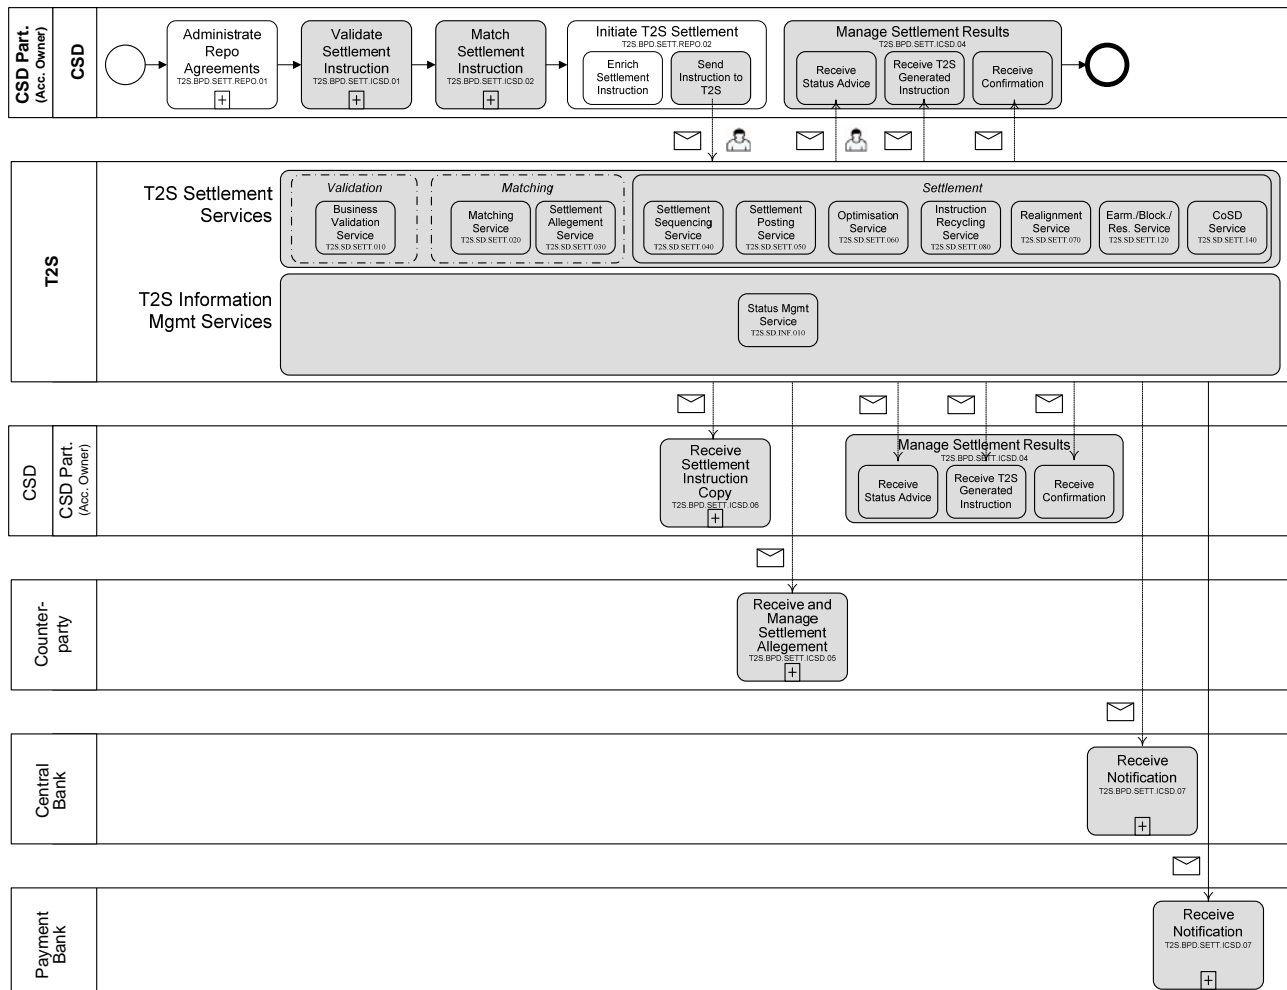 CSD Part.
(Acc. Owner)
CSD
Administrate
Repo
Agreements
T2S.BPD.SETT.REPO.01
+
Validate
Settlement
Instruction
T2S.BPD.SETT.ICSD.01
+
Match
Settlement
Instruction
T2S.BPD.SETT.ICSD.02
+
Initiate T2S Settlement
T2S.BPD.SETT.REPO.02
Enrich
Settlement
Instruction
Send
Instruction to
T2S
Manage Settlement Results
T2S.BPD.SETT.ICSD.04
Receive
Status Advice
Receive T2S
Generated
Instruction
Receive
Confirmation
T2S
T2S Settlement
Services
Validation
Business
Validation
Service
T2S.SD.SETT.010
Matching
Matching
Service
T2S.SD.SETT.020
Settlement
Allegement
Service
T2S.SD.SETT.030
Settlement
Settlement
Sequencing
Service
T2S.SD.SETT.040
Settlement
Posting
Service
T2S.SD.SETT.050
Optimisation
Service
T2S.SD.SETT.060
Instruction
Recycling
Service
T2S.SD.SETT.080
Realignment
Service
T2S.SD.SETT.070
Earm./Block./
Res. Service
T2S.SD.SETT.120
CoSD
Service
T2S.SD.SETT.140
T2S Information
Mgmt Services
Status Mgmt
Service
T2S.SD.INF.010
CSD
CSD Part.
(Acc. Owner)
Receive
Settlement
Instruction
Copy
T2S.BPD.SETT.ICSD.06
+
Manage Settlement Results
T2S.BPD.SETT.ICSD.04
Receive
Status Advice
Receive T2S
Generated
Instruction
Receive
Confirmation
Counter-
party
Receive and
Manage
Settlement
Allegement
T2S.BPD.SETT.ICSD.05
+
Central
Bank
Receive
Notification
T2S.BPD.SETT.ICSD.07
+
Payment
Bank
Receive
Notification
T2S.BPD.SETT.ICSD.07
+